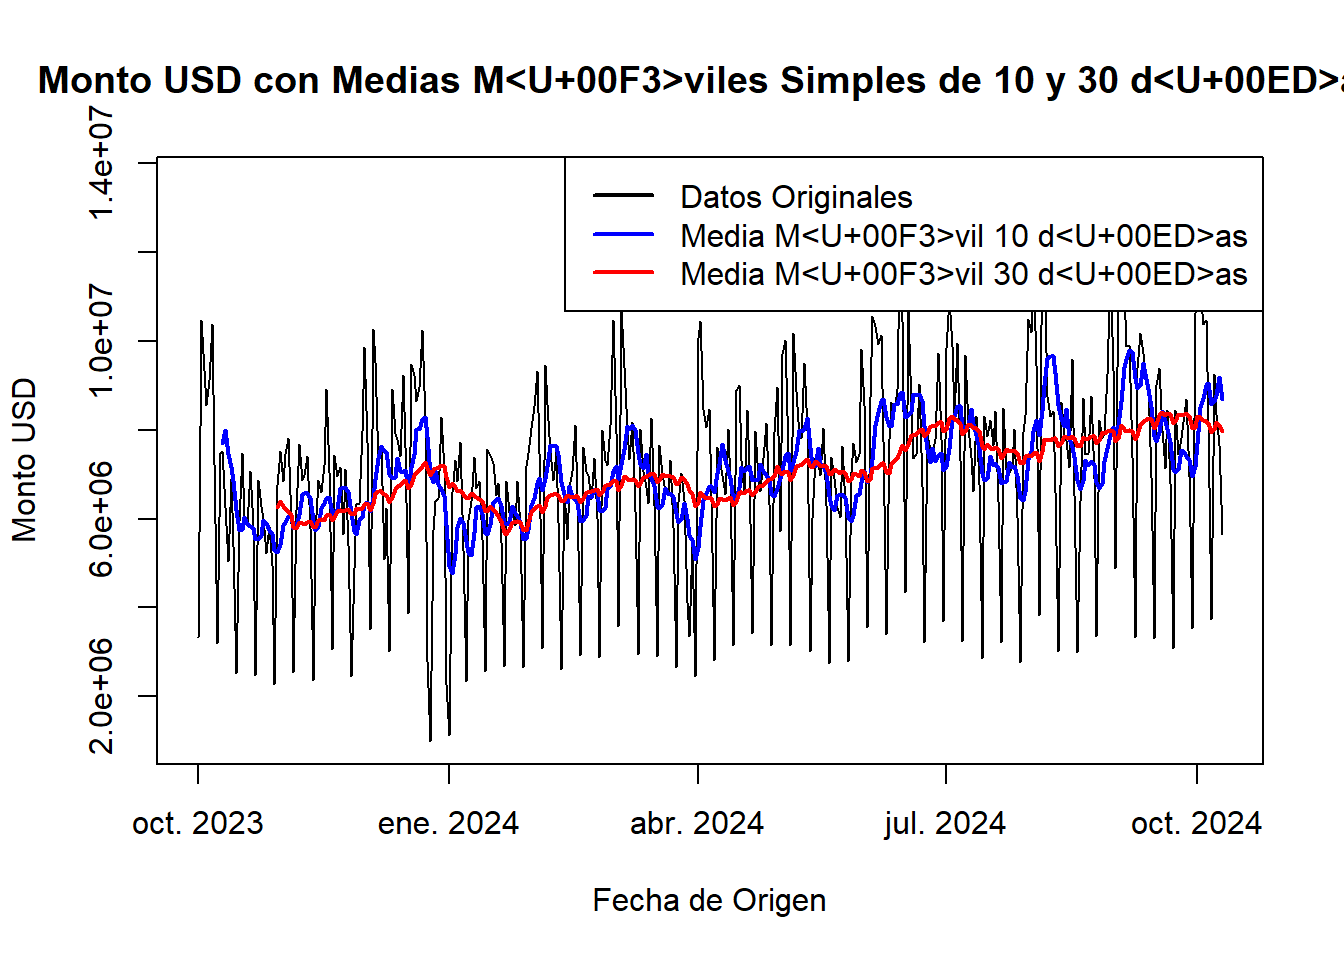 Monto USD con Medias M<U+00F3>viles Simples de 10 y 30 d<U+00ED>a
1.4e+07
1.0e+07
6.0e+06
2.0e+06
Monto USD
Datos Originales
Media M<U+00F3>vil 10 d<U+00ED>as
Media M<U+00F3>vil 30 d<U+00ED>as
oct. 2023
ene. 2024
abr. 2024
jul. 2024
oct. 2024
Fecha de Origen